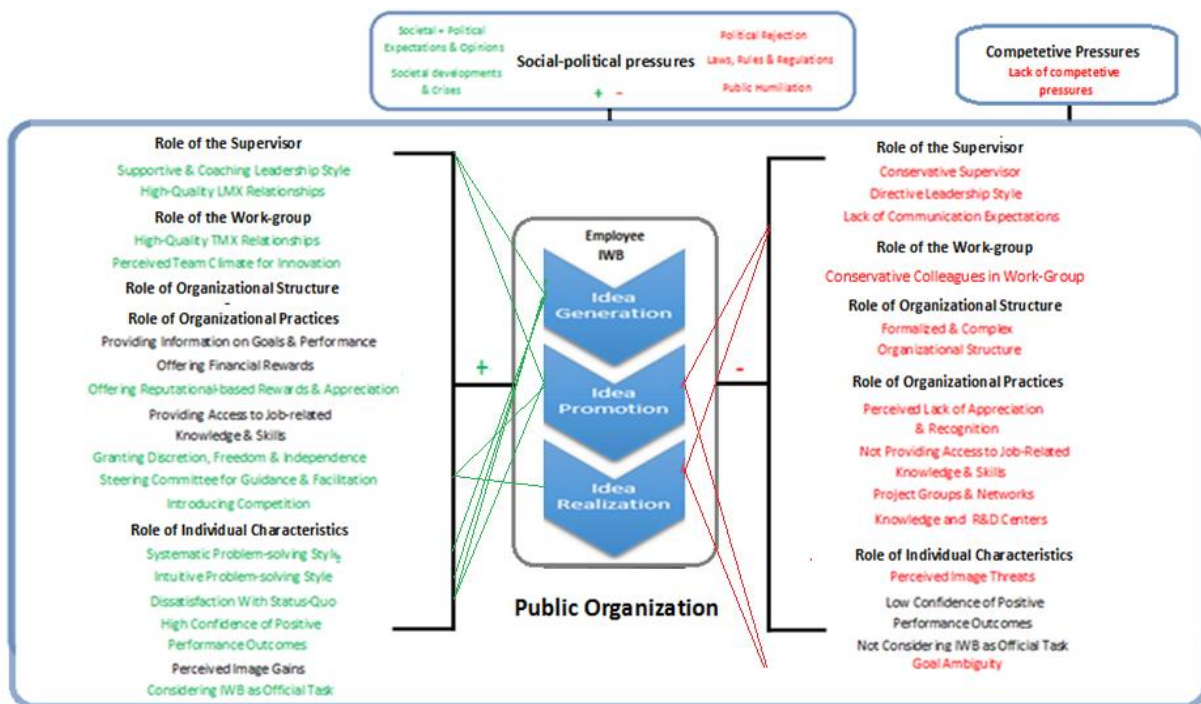 Societal + Political
Expectations & Opinions
Societal developments
& Crises
Social-political pressures
+ -
Political Rejection
Laws, Rules & Regulations
Public Humiliation
Competetive Pressures
Lack of competetive
pressures
Role of the Supervisor
Supportive & Coaching Leadership Style
High-Quality LMX Relationships
Role of the Work-group
High-Quality TMX Relationships
Perceived Team Climate for Innovation
Role of Organizational Structure
-
Role of Organizational Practices
Providing Information on Goals & Performance
Offering Financial Rewards
Offering Reputational-based Rewards & Appreciation
Providing Access to Job-related
Knowledge & Skills
Granting Discretion, Freedom & Independence
Steering Committee for Guidance & Facilitation
Introducing Competition
Role of Individual Characteristics
Systematic Problem-solving Style
Intuitive Problem-solving Style
Dissatisfaction With Status-Quo
High Confidence of Positive
Performance Outcomes
Perceived Image Gains
Considering IWB as Official Task
+
Employee
IWB
Idea
Generation
Idea
Promotion
Idea
Realization
Public Organization
-
Role of the Supervisor
Conservative Supervisor
Directive Leadership Style
Lack of Communication Expectations
Role of the Work-group
Conservative Colleagues in Work-Group
Role of Organizational Structure
Formalized & Complex
Organizational Structure
Role of Organizational Practices
Perceived Lack of Appreciation
& Recognition
Not Providing Access to Job-Related
Knowledge & Skills
Project Groups & Networks
Knowledge and R&D Centers
Role of Individual Characteristics
Perceived Image Threats
Low Confidence of Positive
Performance Outcomes
Not Considering IWB as Official Task
Goal Ambiguity